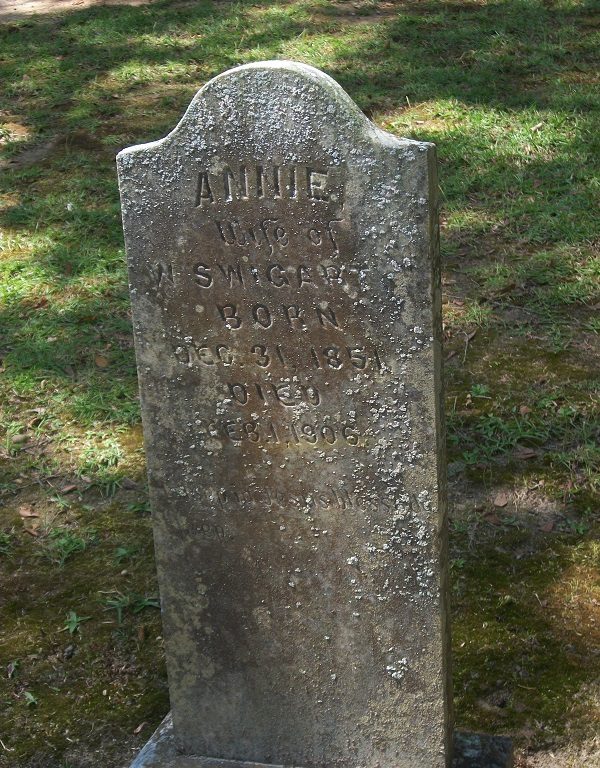 ANNIE,
Wife of
W SWIGART
BORN
DEC. 31, 1851.
DIED
FEB. 1, 1906.